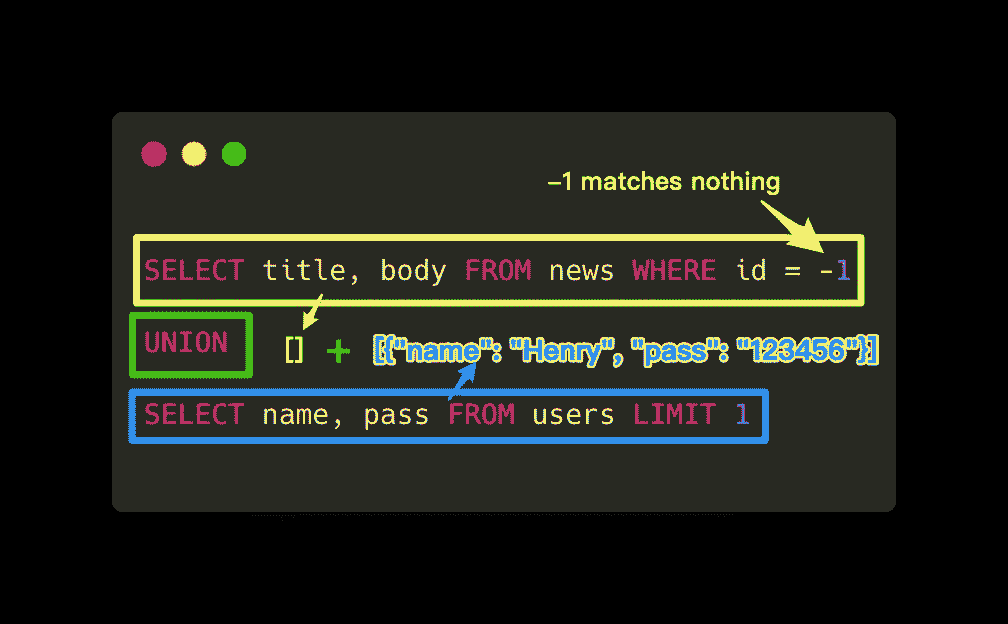 –1 matches nothing
SELECT title, body FROM news WHERE id = -1
UNION
[] + [{"name": "Henry", "pass": "123456"}]
SELECT name, pass FROM users LIMIT 1